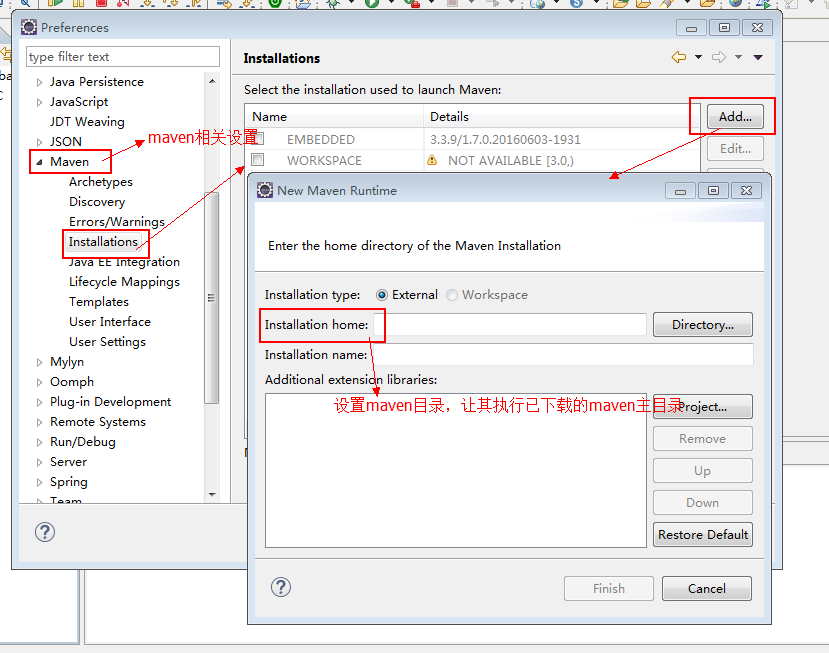 Preferences
type filter text
Java Persistence
JavaScript
JDT Weaving
JSON
Maven
Archetypes
Discovery
Errors/Warnings
Installations
Java EE Integration
Lifecycle Mappings
Templates
User Interface
User Settings
Mylyn
Oomph
Plug-in Development
Remote Systems
Run/Debug
Server
Spring
Team
maven相关设置
Installations
Select the installation used to launch Maven:
Name Details
EMBEDDED 3.3.9/1.7.0.20160603-1931
WORKSPACE NOT AVAILABLE [3.0,)
Add...
Edit...
New Maven Runtime
Enter the home directory of the Maven Installation
Installation type: External Workspace
Installation home: Directory...
Installation name:
Additional extension libraries:
设置maven目录，让其执行已下载的maven主目录
Project...
Remove
Up
Down
Restore Default
Finish Cancel